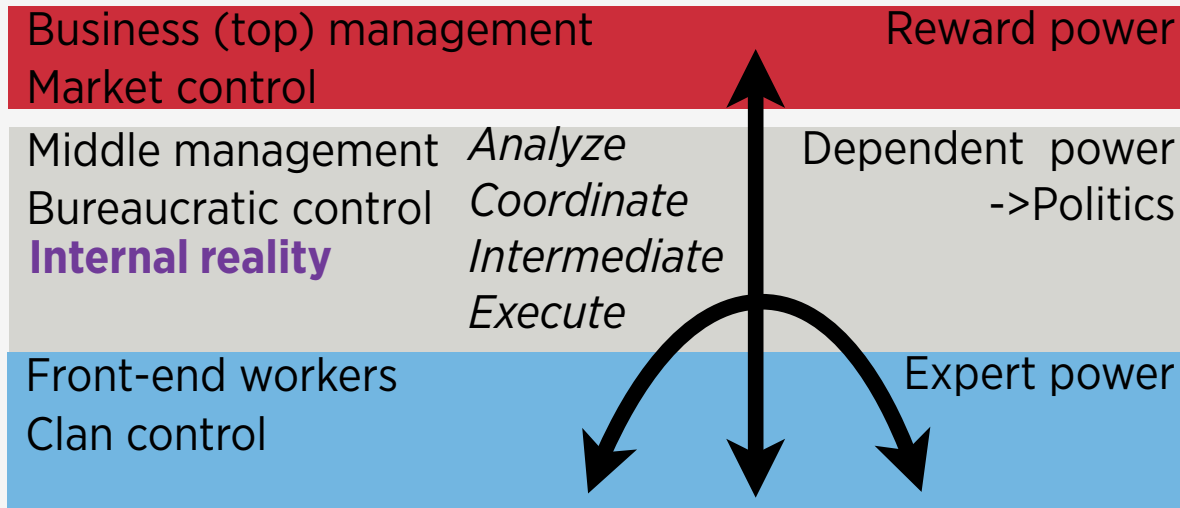 Business (top) management
Market control
Reward power
Middle management
Bureaucratic control
Internal reality
Analyze
Coordinate
Intermediate
Execute
Dependent power
->Politics
Front-end workers
Clan control
Expert power